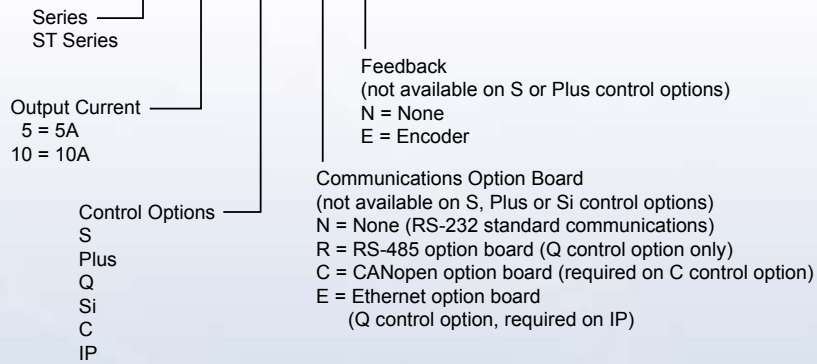 Series
ST Series
Output Current
5 = 5A
10 = 10A
Control Options
S
Plus
Q
Si
C
IP
Feedback
(not available on S or Plus control options)
N = None
E = Encoder
Communications Option Board
(not available on S, Plus or Si control options)
N = None (RS-232 standard communications)
R = RS-485 option board (Q control option only)
C = CANopen option board (required on C control option)
E = Ethernet option board
(Q control option, required on IP)